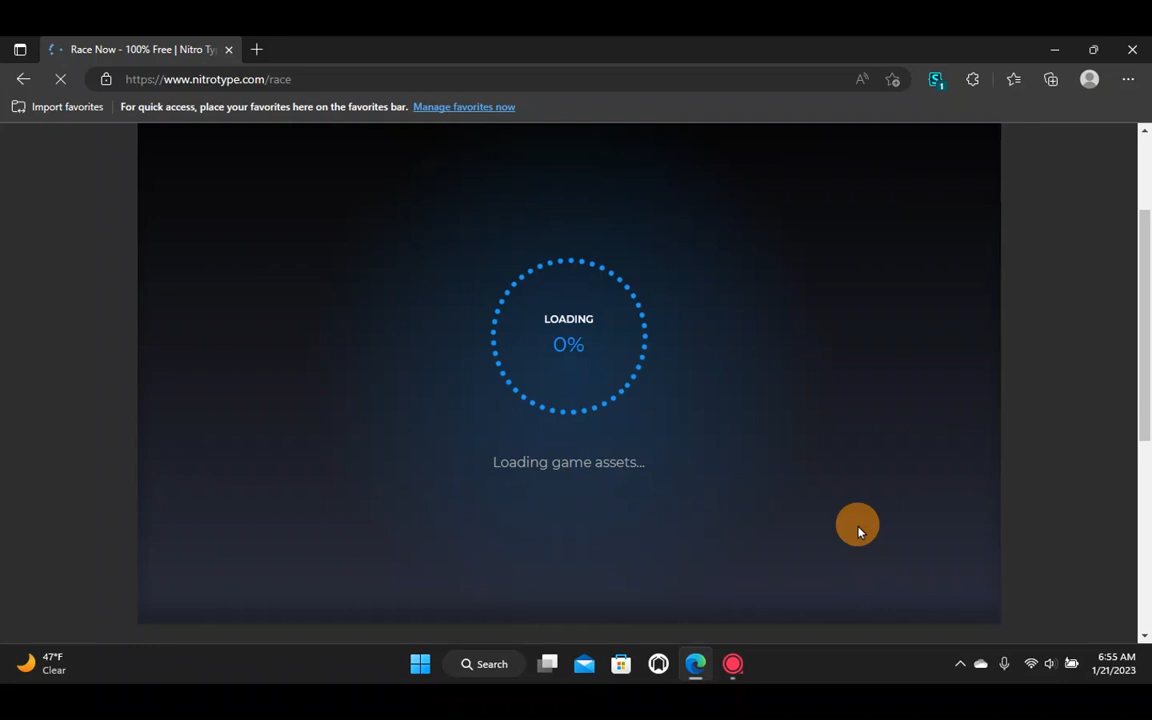 Race Now - 100% Free | Nitro Ty
https://www.nitrotype.com/race
Import favorites
For quick access, place your favorites here on the favorites bar. Manage favorites now
LOADING
0%
Loading game assets...
47°F
Clear
Search
6:55 AM
1/21/2023
1